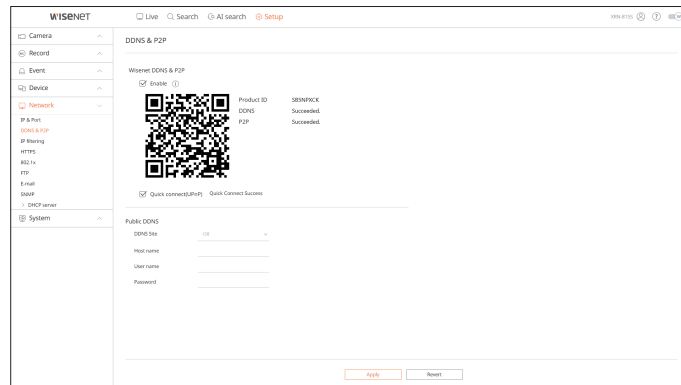 WISENET
Live Search AI search Setup
XRN-815S
Camera
Record
Event
Device
Network
IP & Port
DDNS & P2P
IP filtering
HTTPS
802.1x
FTP
E-mail
SNMP
> DHCP server
System
DDNS & P2P
Wisenet DDNS & P2P
Enable
Product ID SB5NPXCK
DDNS Succeeded.
P2P Succeeded.
Quick connect(UPnP) Quick Connect Success
Public DDNS
DDNS Site Off
Host name
User name
Password
Apply Revert